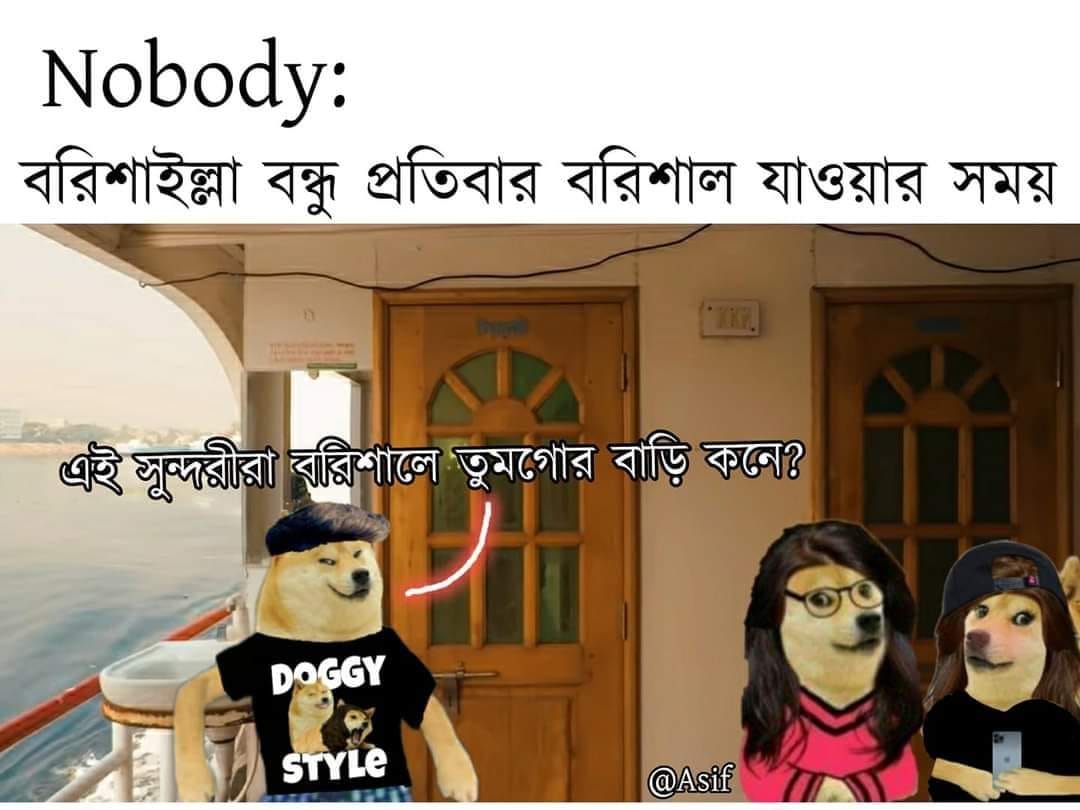 Nobody:
বরিশাইল্লা বন্ধু প্রতিবার বরিশাল যাওয়ার সময়
এই সুন্দরীরা বরিশালে তুমগোর বাড়ি কনে?
DOGGY
STYLe
@Asif